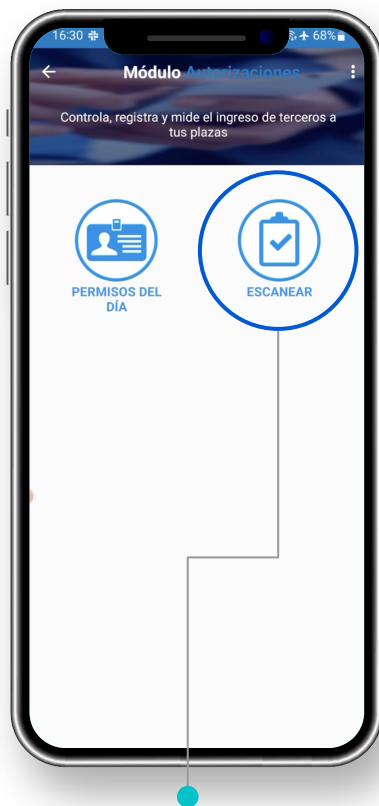 16:30 68%
Módulo Autorizaciones
Controla, registra y mide el ingreso de terceros a
tus plazas
PERMISOS DEL
DÍA
ESCANEAR